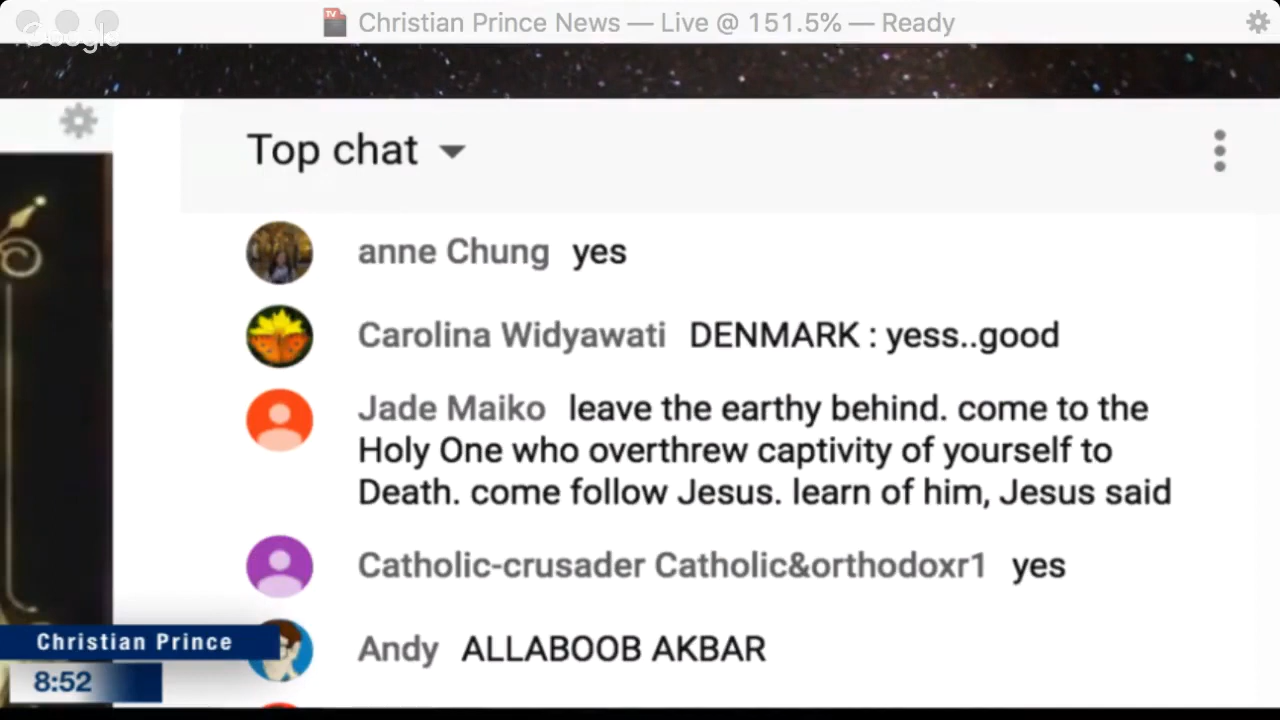 Christian Prince News — Live @ 151.5% — Ready
Google
Top chat
anne Chung yes
Carolina Widyawati DENMARK : yess..good
Jade Maiko leave the earthy behind. come to the
Holy One who overthrew captivity of yourself to
Death. come follow Jesus. learn of him, Jesus said
Catholic-crusader Catholic&orthodoxr1 yes
Andy ALLABOOB AKBAR
Christian Prince
8:52